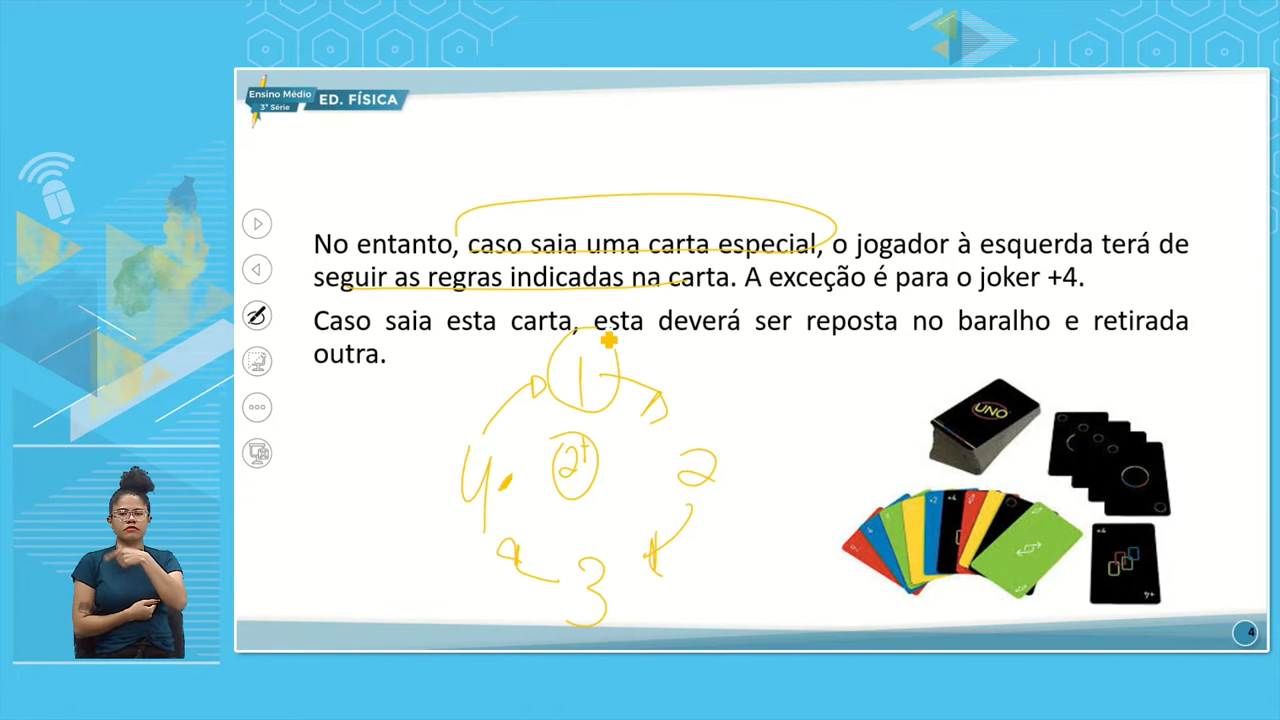 Ensino Médio
3ª Série
ED. FÍSICA
No entanto, caso saia uma carta especial, o jogador à esquerda terá de
seguir as regras indicadas na carta. A exceção é para o joker +4.
Caso saia esta carta, esta deverá ser reposta no baralho e retirada
outra.
1
2+
4
2
3
UNO
+4
+4
4